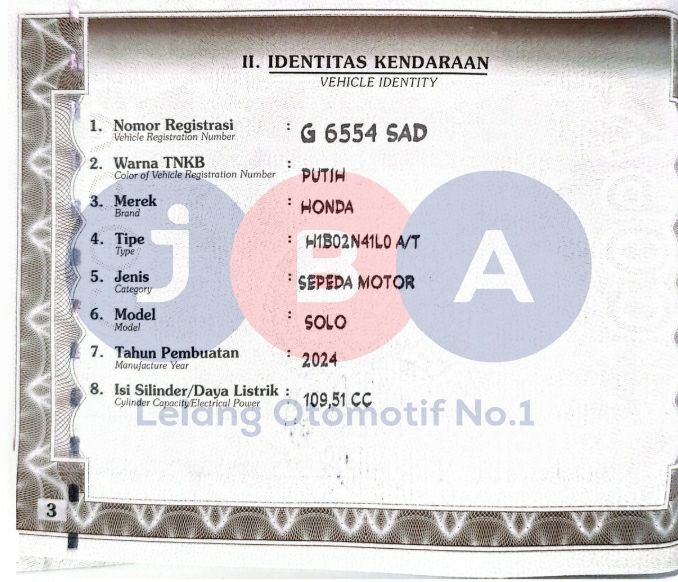 II. IDENTITAS KENDARAAN
VEHICLE IDENTITY
1. Nomor Registrasi : G 6554 SAD
Vehicle Registration Number
2. Warna TNKB : PUTIH
Color of Vehicle Registration Number
3. Merek : HONDA
Brand
4. Tipe : H1B02N41L0 A/T
Type
5. Jenis : SEPEDA MOTOR
Category
6. Model : SOLO
Model
7. Tahun Pembuatan : 2024
Manufacture Year
8. Isi Silinder/Daya Listrik : 109,51 CC
Cylinder Capacity/Electrical Power
JBA
Lelang Otomotif No.1
3